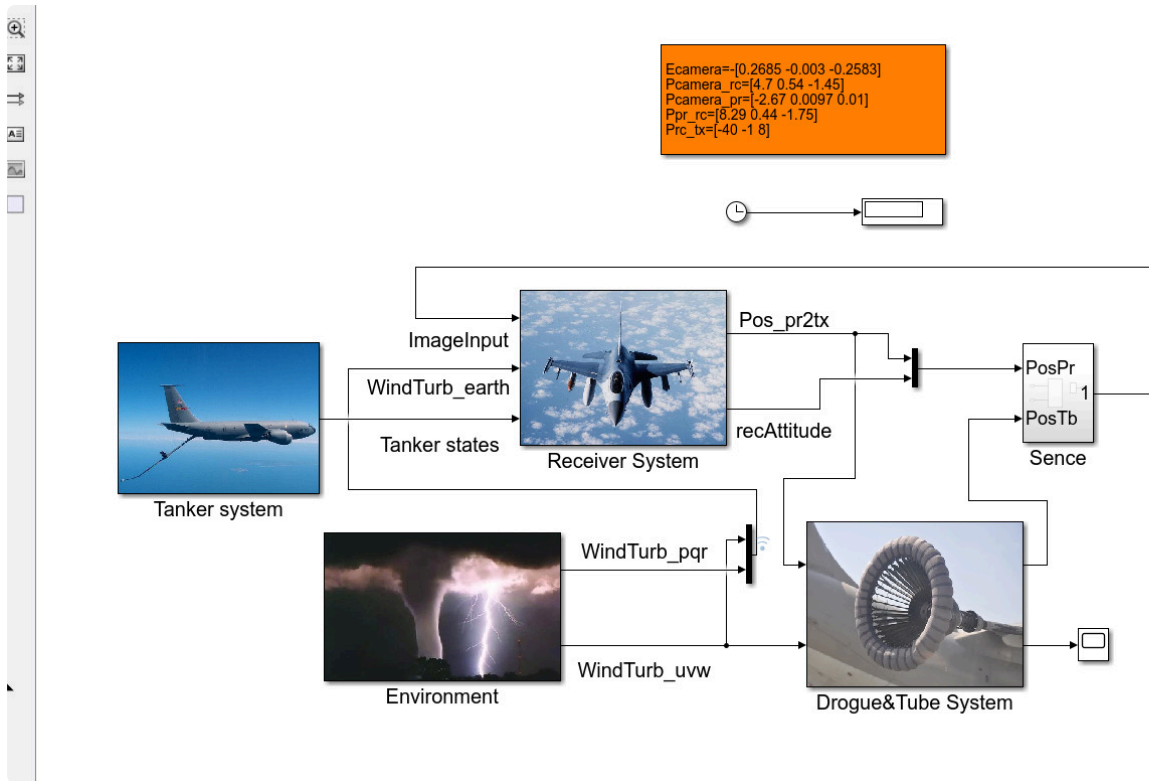 Ecamera=-[0.2685 -0.003 -0.2583]
Pcamera_rc=[4.7 0.54 -1.45]
Pcamera_pr=[-2.67 0.0097 0.01]
Ppr_rc=[8.29 0.44 -1.75]
Prc_tx=[-40 -1 8]
ImageInput
WindTurb_earth
Tanker states
Pos_pr2tx
recAttitude
Receiver System
Tanker system
PosPr
1
PosTb
Sence
WindTurb_pqr
WindTurb_uvw
Environment
Drogue&Tube System